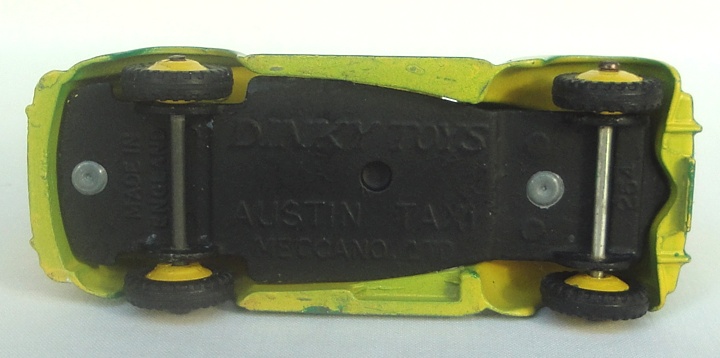 DINKY TOYS
AUSTIN TAXI
MECCANO LTD
MADE IN
ENGLAND
254